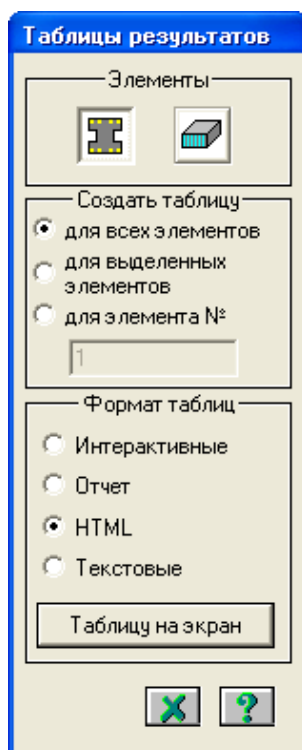 Таблицы результатов
Элементы
Создать таблицу
для всех элементов
для выделенных
элементов
для элемента №
1
Формат таблиц
Интерактивные
Отчет
HTML
Текстовые
Таблицу на экран
?